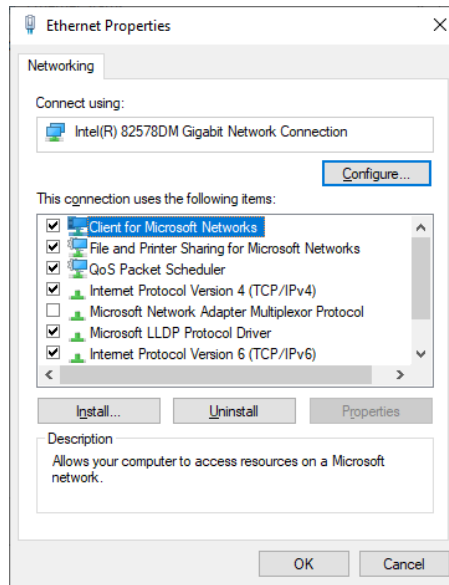 Ethernet Properties
Networking
Connect using:
Intel(R) 82578DM Gigabit Network Connection
Configure...
This connection uses the following items:
Client for Microsoft Networks
File and Printer Sharing for Microsoft Networks
QoS Packet Scheduler
Internet Protocol Version 4 (TCP/IPv4)
Microsoft Network Adapter Multiplexor Protocol
Microsoft LLDP Protocol Driver
Internet Protocol Version 6 (TCP/IPv6)
Install...
Uninstall
Properties
Description
Allows your computer to access resources on a Microsoft
network.
OK
Cancel